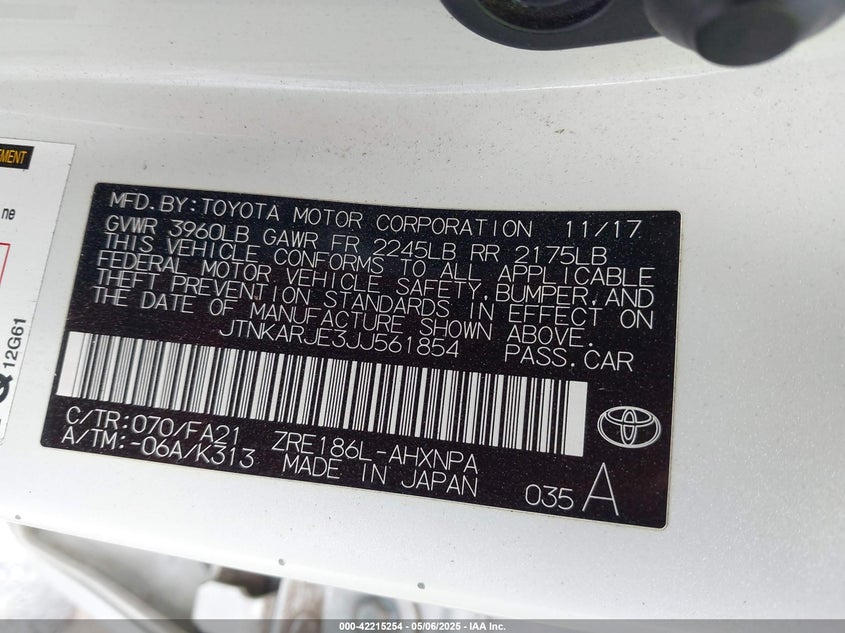 EMENT
ne
12G61
MFD.BY:TOYOTA MOTOR CORPORATION 11/17
GVWR 3960LB GAWR FR 2245LB RR 2175LB
THIS VEHICLE CONFORMS TO ALL APPLICABLE
FEDERAL MOTOR VEHICLE SAFETY,BUMPER,AND
THEFT PREVENTION STANDARDS IN EFFECT ON
THE DATE OF MANUFACTURE SHOWN ABOVE.
JTNKARJE3JJ561854 PASS.CAR
C/TR:070/FA21 ZRE186L-AHXNPA
A/TM:-06A/K313 MADE IN JAPAN
035 A
000-42215254 - 05/06/2025 - IAA Inc.